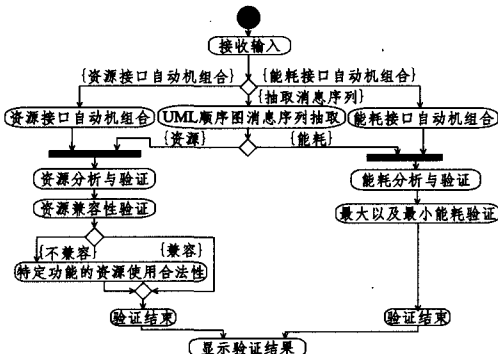 接收输入
{资源接口自动机组合}
{能耗接口自动机组合}
{抽取消息序列}
资源接口自动机组合
UML顺序图消息序列抽取
能耗接口自动机组合
{资源}
{能耗}
资源分析与验证
能耗分析与验证
资源兼容性验证
最大以及最小能耗验证
{不兼容}
{兼容}
特定功能的资源使用合法性
验证结束
验证结束
显示验证结果